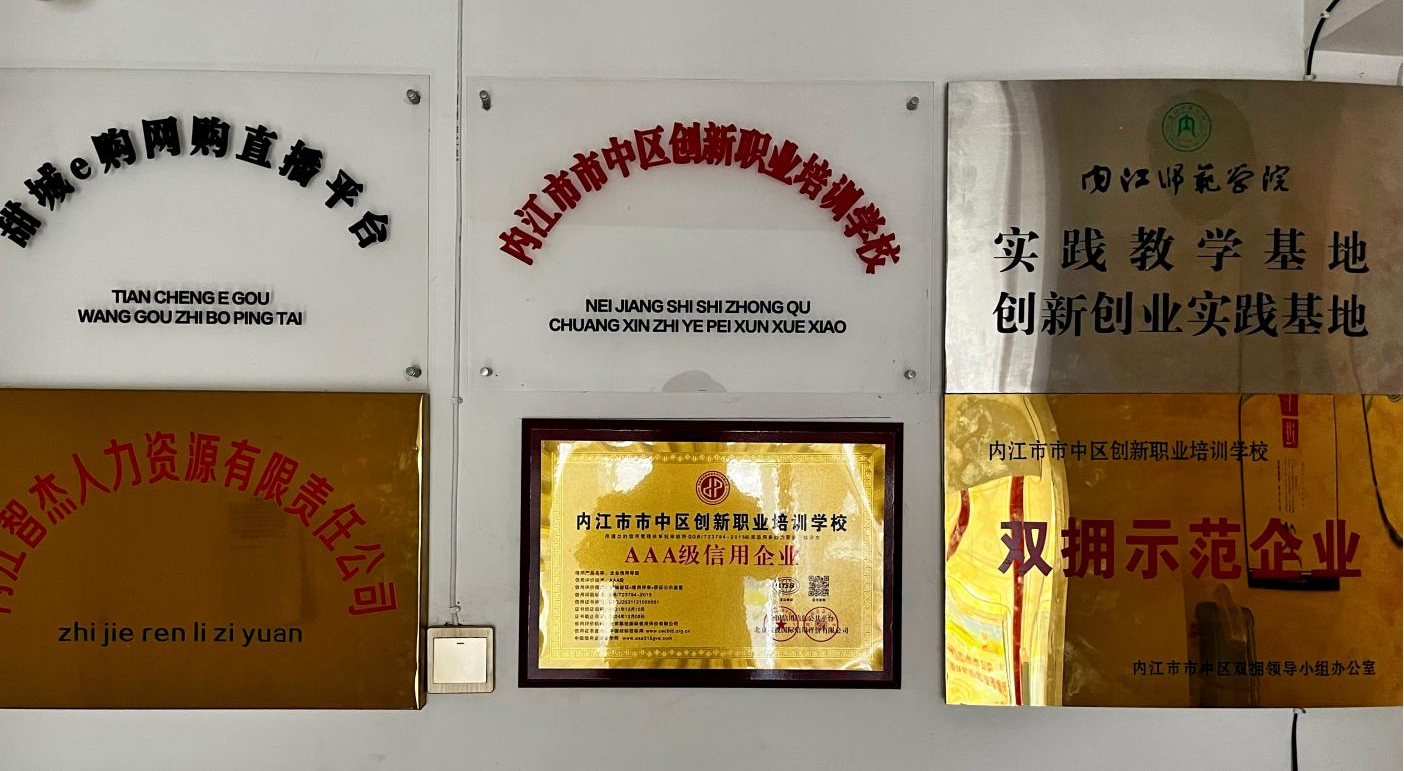 甜城e购网购直播平台
TIAN CHENG E GOU
WANG GOU ZHI BO PING TAI
内江市市中区创新职业培训学校
NEI JIANG SHI SHI ZHONG QU
CHUANG XIN ZHI YE PEI XUN XUE XIAO
内江师范学院
实践教学基地
创新创业实践基地
内江智杰人力资源有限责任公司
zhi jie ren li zi yuan
内江市市中区创新职业培训学校
AAA级信用企业
内江市市中区创新职业培训学校
双拥示范企业
内江市市中区双拥领导小组办公室